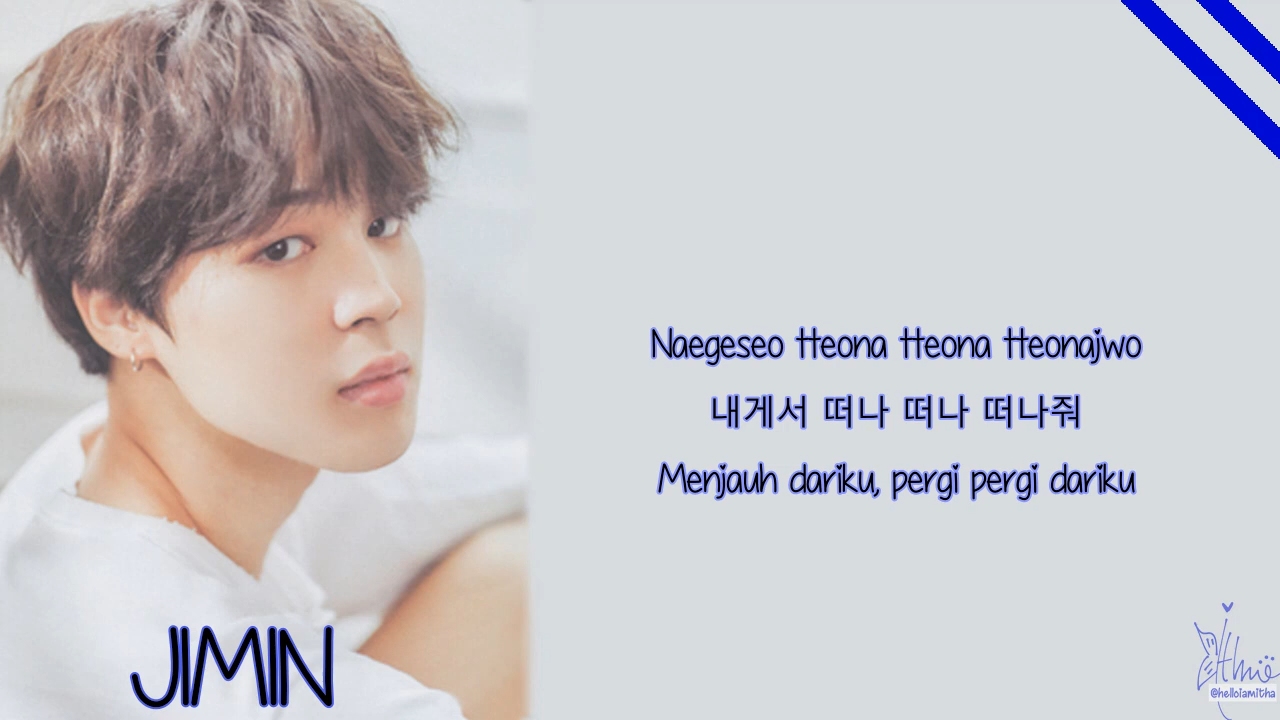 Naegeseo tteona tteona tteonajwo
내게서 떠나 떠나 떠나줘
Menjauh dariku, pergi pergi dariku
JIMIN
@helloiamitha